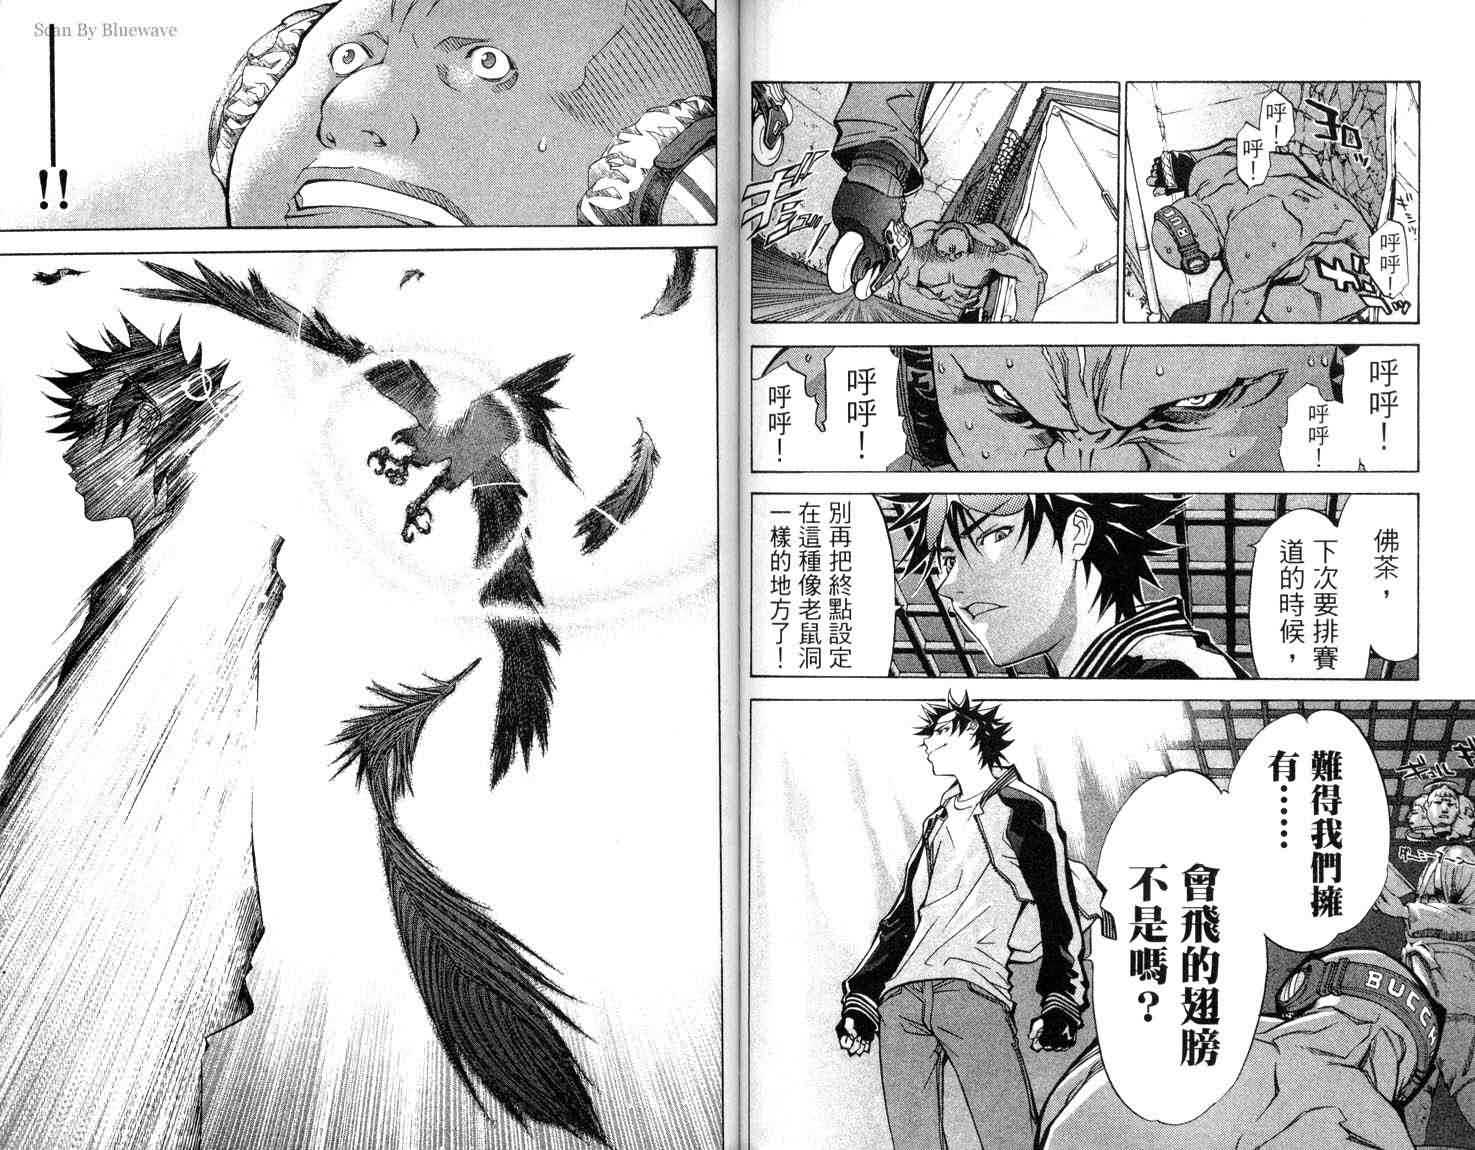 Scan By Bluewave
呼！
呼！
呼
呼！
ギョロ
呼
呼！
呼
呼！
呼
呼！
呼
呼！
佛茶，
下次要排賽
道的時候，
別再把終點設定
在這種像老鼠洞
一樣的地方了！
難得我們擁
有……
會飛的翅膀
不是嗎？
BUCCH
!!